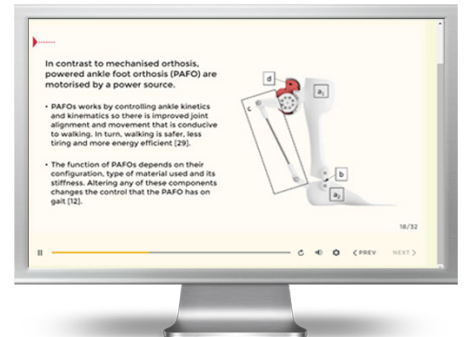 In contrast to mechanised orthosis,
powered ankle foot orthosis (PAFO) are
motorised by a power source.
• PAFOs works by controlling ankle kinetics
and kinematics so there is improved joint
alignment and movement that is conducive
to walking. In turn, walking is safer, less
tiring and more energy efficient [29].
• The function of PAFOs depends on their
configuration, type of material used and its
stiffness. Altering any of these components
changes the control that the PAFO has on
gait [12].
d
a1
c
b
a2
18/32
< PREV
NEXT >